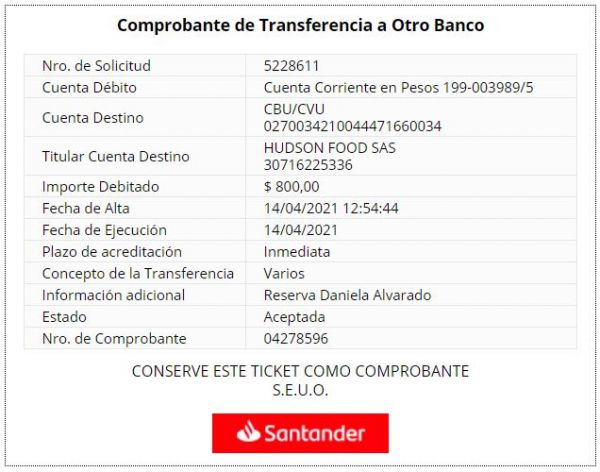 Comprobante de Transferencia a Otro Banco
Nro. de Solicitud 5228611
Cuenta Débito Cuenta Corriente en Pesos 199-003989/5
Cuenta Destino CBU/CVU
0270034210044471660034
Titular Cuenta Destino HUDSON FOOD SAS
30716225336
Importe Debitado $ 800,00
Fecha de Alta 14/04/2021 12:54:44
Fecha de Ejecución 14/04/2021
Plazo de acreditación Inmediata
Concepto de la Transferencia Varios
Información adicional Reserva Daniela Alvarado
Estado Aceptada
Nro. de Comprobante 04278596
CONSERVE ESTE TICKET COMO COMPROBANTE
S.E.U.O.
Santander